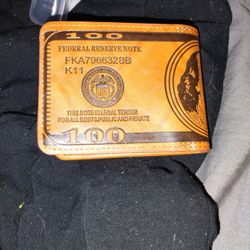 100
FEDERAL RESERVE NOTE
FKA7966328B
K11
THIS NOTE IS LEGAL TENDER
FOR ALL DEBTS, PUBLIC AND PRIVATE
100